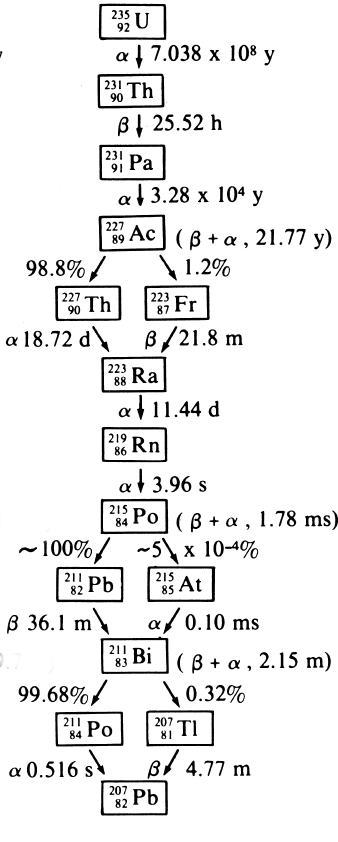 235 92 U
α 7.038 x 10⁸ y
231 90 Th
β 25.52 h
231 91 Pa
α 3.28 x 10⁴ y
227 89 Ac ( β + α , 21.77 y)
98.8% 1.2%
227 90 Th 223 87 Fr
α 18.72 d β 21.8 m
223 88 Ra
α 11.44 d
219 86 Rn
α 3.96 s
215 84 Po ( β + α , 1.78 ms)
~100% ~5 x 10⁻⁴%
211 82 Pb 215 85 At
β 36.1 m α 0.10 ms
211 83 Bi ( β + α , 2.15 m)
99.68% 0.32%
211 84 Po 207 81 Tl
α 0.516 s β 4.77 m
207 82 Pb